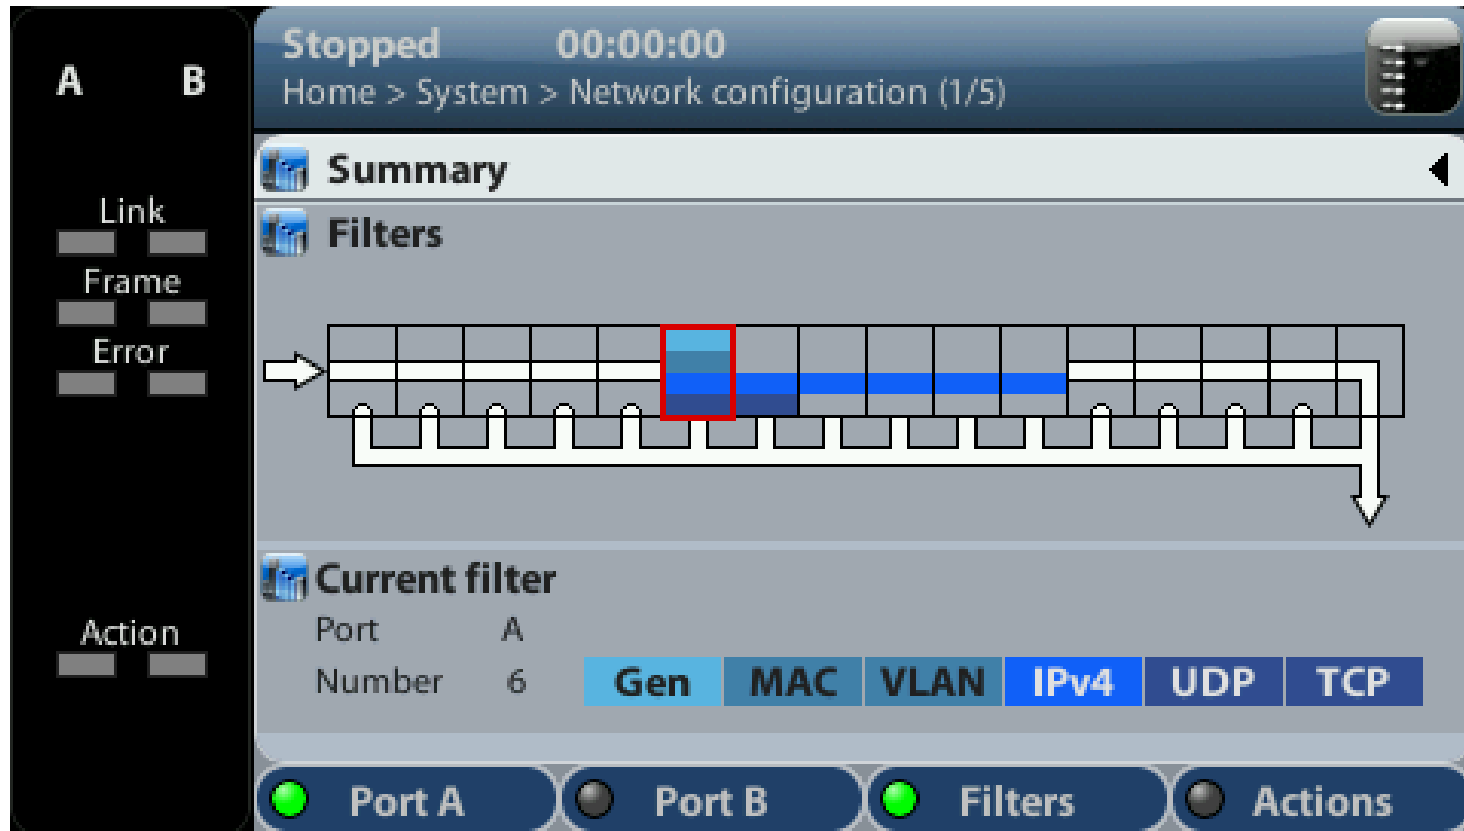 A B
Link
Frame
Error
Action
Stopped 00:00:00
Home > System > Network configuration (1/5)
Summary
Filters
Current filter
Port A
Number 6 Gen MAC VLAN IPv4 UDP TCP
Port A Port B Filters Actions